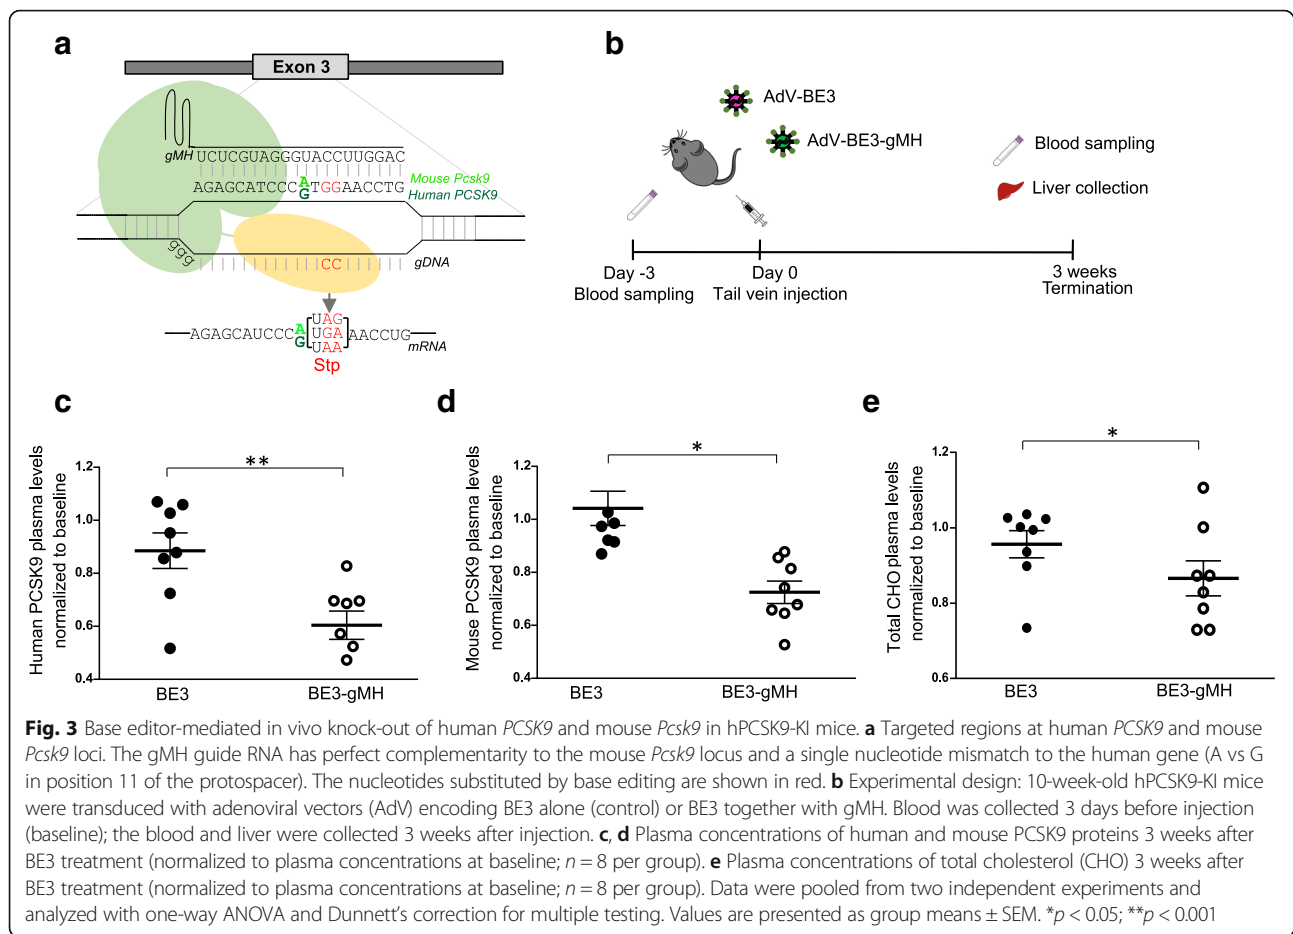 a
Exon 3
gMH
UCUCGUAGGGUACCUUGGAC
AGAGCATCCCATGGAACCTG
G
Mouse Pcsk9
Human PCSK9
ggg
CC
gDNA
UAG
AGAGCAUCCCAUGAAACCUG
G
UAA
mRNA
Stp
b
AdV-BE3
AdV-BE3-gMH
Blood sampling
Liver collection
Day -3
Blood sampling
Day 0
Tail vein injection
3 weeks
Termination
c
Human PCSK9 plasma levels
normalized to baseline
1.2
1.0
0.8
0.6
0.4
**
BE3
BE3-gMH
d
Mouse PCSK9 plasma levels
normalized to baseline
1.2
1.0
0.8
0.6
0.4
*
BE3
BE3-gMH
e
Total CHO plasma levels
normalized to baseline
1.2
1.0
0.8
0.6
*
BE3
BE3-gMH
Fig. 3 Base editor-mediated in vivo knock-out of human PCSK9 and mouse Pcsk9 in hPCSK9-KI mice. a Targeted regions at human PCSK9 and mouse
Pcsk9 loci. The gMH guide RNA has perfect complementarity to the mouse Pcsk9 locus and a single nucleotide mismatch to the human gene (A vs G
in position 11 of the protospacer). The nucleotides substituted by base editing are shown in red. b Experimental design: 10-week-old hPCSK9-KI mice
were transduced with adenoviral vectors (AdV) encoding BE3 alone (control) or BE3 together with gMH. Blood was collected 3 days before injection
(baseline); the blood and liver were collected 3 weeks after injection. c, d Plasma concentrations of human and mouse PCSK9 proteins 3 weeks after
BE3 treatment (normalized to plasma concentrations at baseline; n = 8 per group). e Plasma concentrations of total cholesterol (CHO) 3 weeks after
BE3 treatment (normalized to plasma concentrations at baseline; n = 8 per group). Data were pooled from two independent experiments and
analyzed with one-way ANOVA and Dunnett's correction for multiple testing. Values are presented as group means ± SEM. *p < 0.05; **p < 0.001